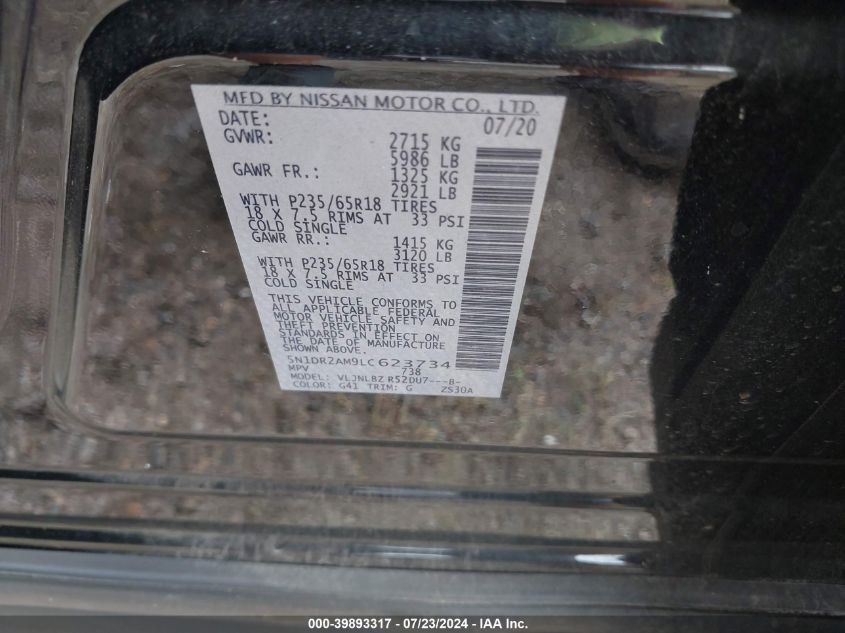 MFD BY NISSAN MOTOR CO., LTD.
DATE: 07/20
GVWR: 2715 KG
5986 LB
GAWR FR.: 1325 KG
2921 LB
WITH P235/65R18 TIRES
18 X 7.5 RIMS AT 33 PSI
COLD SINGLE
GAWR RR.: 1415 KG
3120 LB
WITH P235/65R18 TIRES
18 X 7.5 RIMS AT 33 PSI
COLD SINGLE
THIS VEHICLE CONFORMS TO
ALL APPLICABLE FEDERAL
MOTOR VEHICLE SAFETY AND
THEFT PREVENTION
STANDARDS IN EFFECT ON
THE DATE OF MANUFACTURE
SHOWN ABOVE.
5N1DR2AM9LC623734
MPV 738
MODEL: VLJNLBZ R52DU7---B-
COLOR: G41 TRIM: G ZS30A
000-39893317 - 07/23/2024 - IAA Inc.